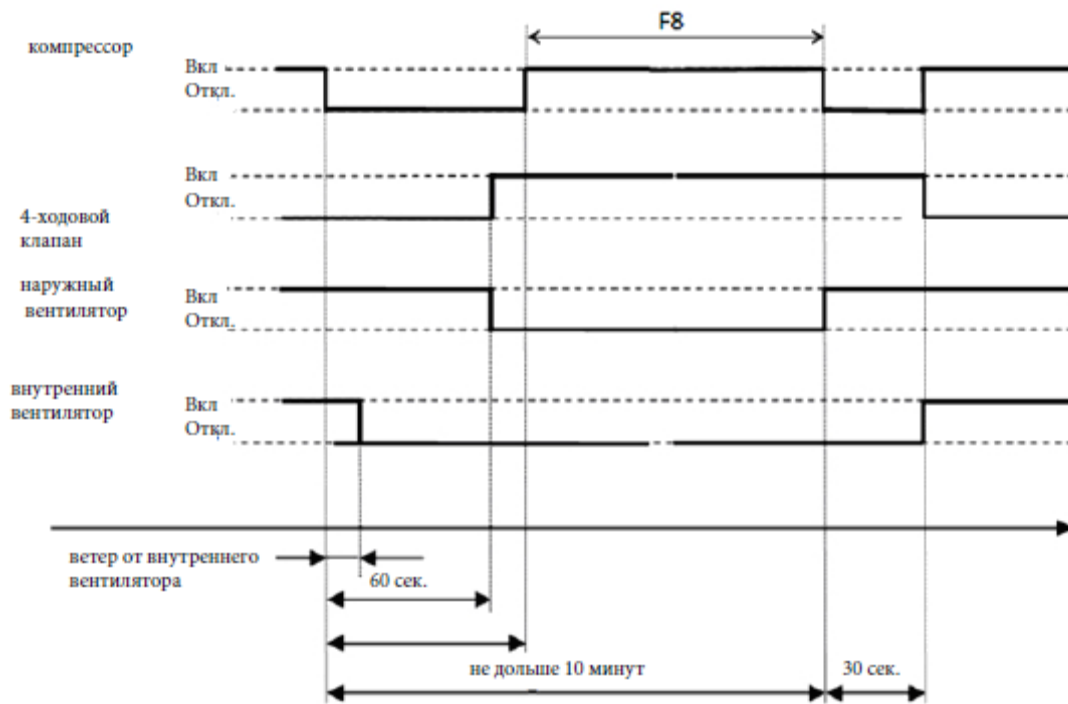 F8
компрессор
Вкл
Откл.
Вкл
Откл.
4-ходовой
клапан
наружный
вентилятор
Вкл
Откл.
внутренний
вентилятор
Вкл
Откл.
ветер от внутреннего
вентилятора
60 сек.
не дольше 10 минут
30 сек.